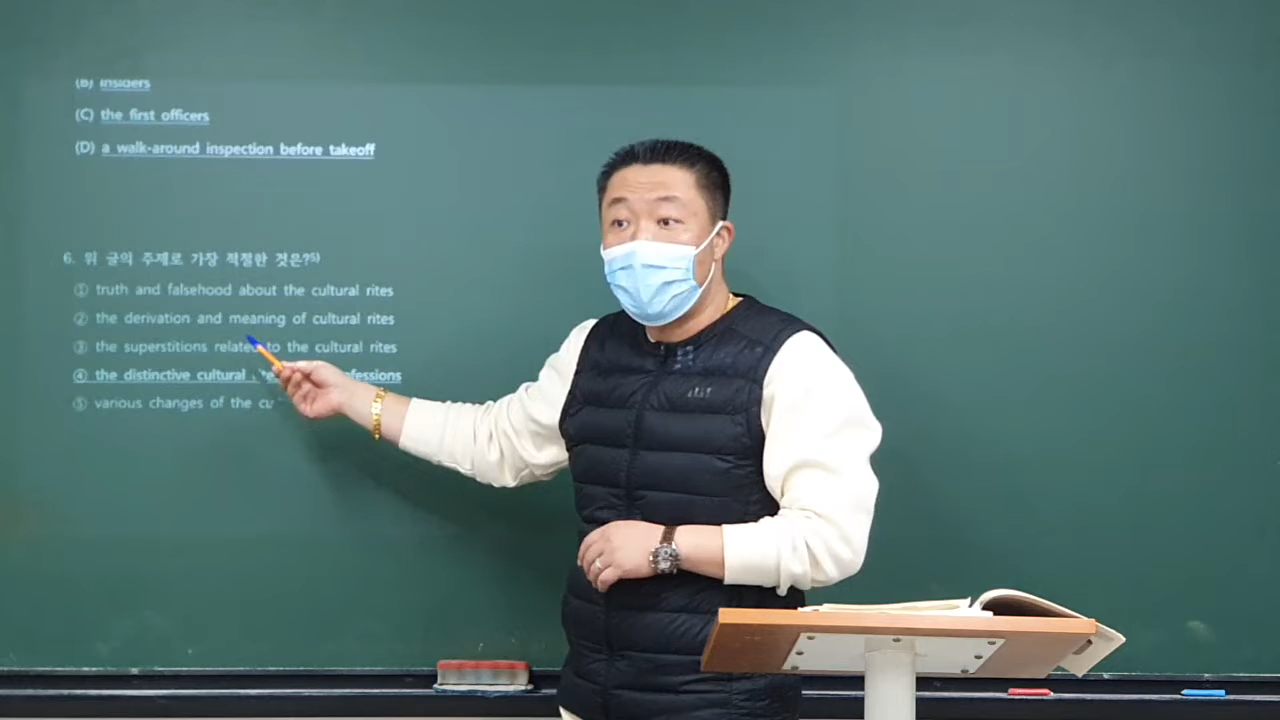 (B) insiders
(C) the first officers
(D) a walk-around inspection before takeoff
6. 위 글의 주제로 가장 적절한 것은?5)
① truth and falsehood about the cultural rites
② the derivation and meaning of cultural rites
③ the superstitions related to the cultural rites
④ the distinctive cultural
⑤ various changes of the